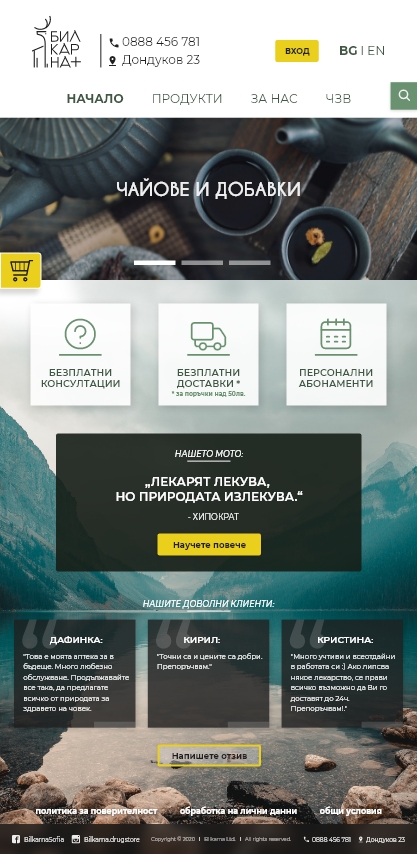 БИЛ
КАР
НА+
0888 456 781
Дондуков 23
ВХОД
BG | EN
НАЧАЛО ПРОДУКТИ ЗА НАС ЧЗВ
ЧАЙОВЕ И ДОБАВКИ
БЕЗПЛАТНИ
КОНСУЛТАЦИИ
БЕЗПЛАТНИ
ДОСТАВКИ *
* за поръчки над 50лв.
ПЕРСОНАЛНИ
АБОНАМЕНТИ
НАШЕТО МОТО:
„ЛЕКАРЯТ ЛЕКУВА,
НО ПРИРОДАТА ИЗЛЕКУВА.“
- ХИПОКРАТ
Научете повече
НАШИТЕ ДОВОЛНИ КЛИЕНТИ:
ДАФИНКА:
"Това е моята аптека за в
бъдеще. Много любезно
обслужване. Продължавайте
все така, да предлагате
всичко от природата за
здравето на човек.
КИРИЛ:
"Точни са и цените са добри.
Препоръчвам."
КРИСТИНА:
"Много учтиви и всеотдайни
в работата си :) Ако липсва
някое лекарство, се прави
всичко възможно да Ви го
доставят до 24ч.
Препоръчвам!."
Напишете отзив
политика за поверителност обработка на лични данни общи условия
BilkarnaSofia Bilkarna.drugstore Copyright © 2020 | Bilkarna Ltd. | All rights reserved. 0888 456 781 Дондуков 23